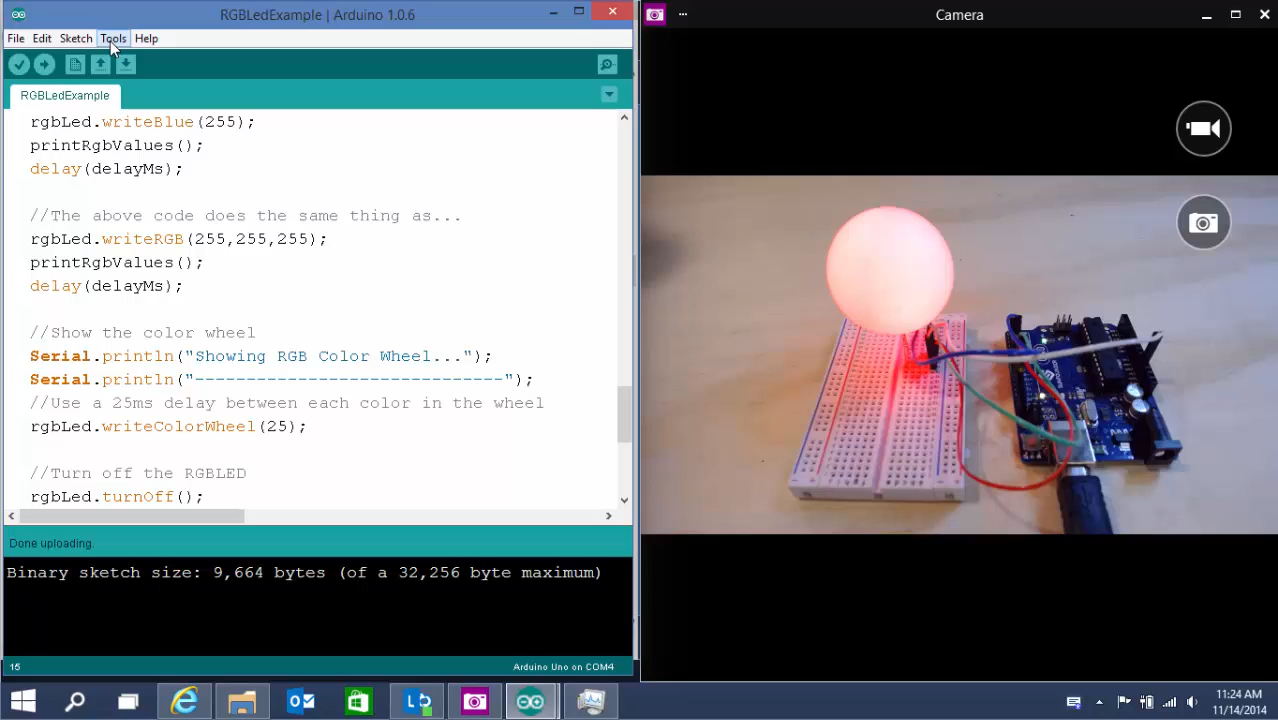 RGBLedExample | Arduino 1.0.6
File Edit Sketch Tools Help
RGBLedExample
rgbLed.writeBlue(255);
printRgbValues();
delay(delayMs);
//The above code does the same thing as...
rgbLed.writeRGB(255,255,255);
printRgbValues();
delay(delayMs);
//Show the color wheel
Serial.println("Showing RGB Color Wheel...");
Serial.println("------------------------------");
//Use a 25ms delay between each color in the wheel
rgbLed.writeColorWheel(25);
//Turn off the RGBLED
rgbLed.turnOff();
Done uploading.
Binary sketch size: 9,664 bytes (of a 32,256 byte maximum)
15
Arduino Uno on COM4
Camera
11:24 AM
11/14/2014